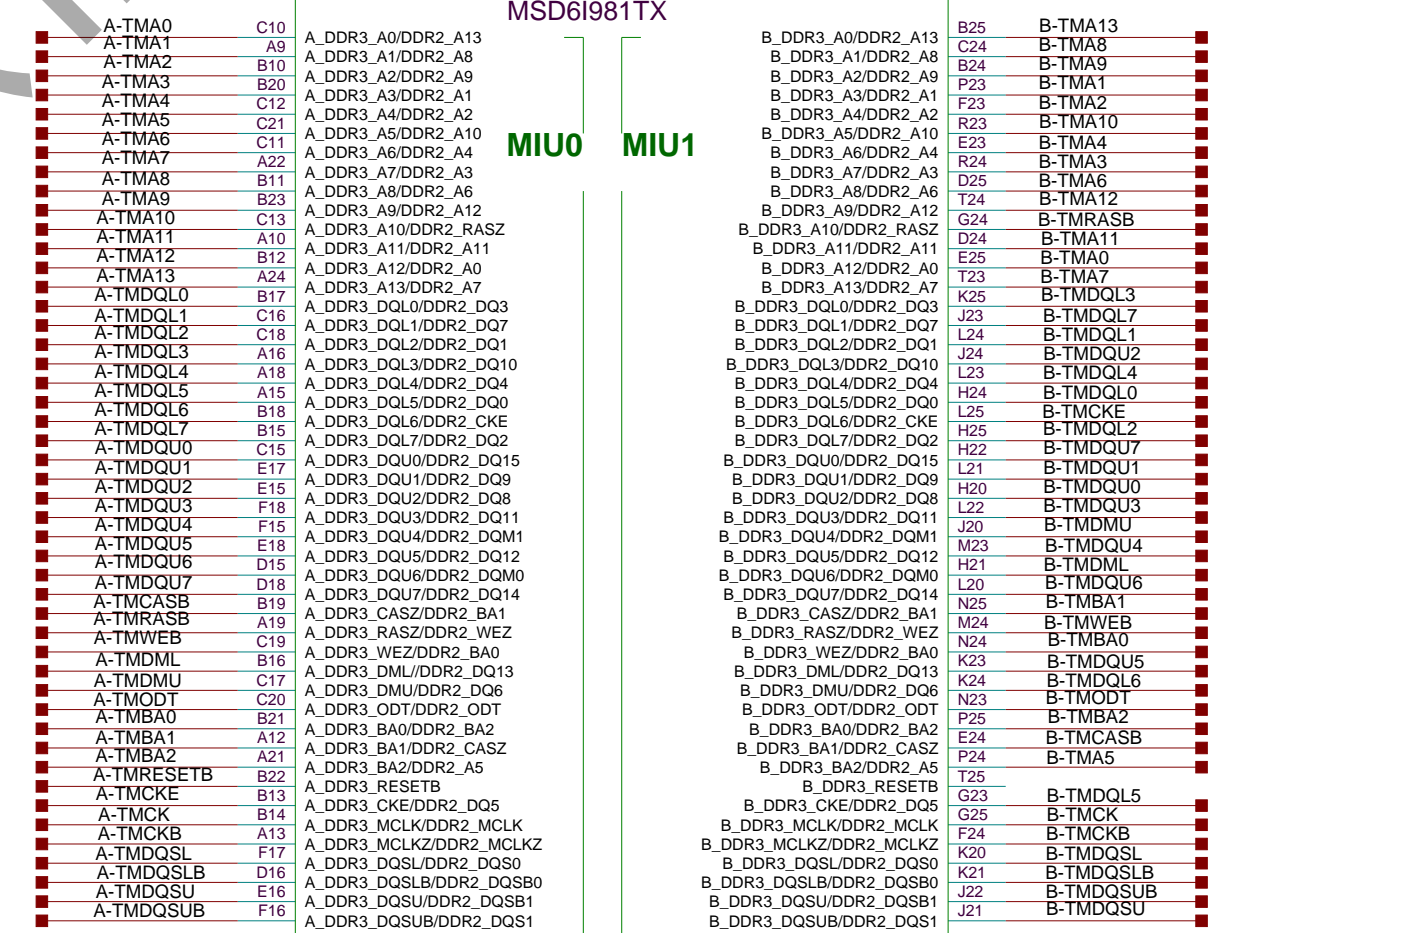 MSD6I981TX
MIU0 MIU1
A-TMA0 C10 A_DDR3_A0/DDR2_A13 B_DDR3_A0/DDR2_A13 B25 B-TMA13
A-TMA1 A9 A_DDR3_A1/DDR2_A8 B_DDR3_A1/DDR2_A8 C24 B-TMA8
A-TMA2 B10 A_DDR3_A2/DDR2_A9 B_DDR3_A2/DDR2_A9 B24 B-TMA9
A-TMA3 B20 A_DDR3_A3/DDR2_A1 B_DDR3_A3/DDR2_A1 P23 B-TMA1
A-TMA4 C12 A_DDR3_A4/DDR2_A2 B_DDR3_A4/DDR2_A2 F23 B-TMA2
A-TMA5 C21 A_DDR3_A5/DDR2_A10 B_DDR3_A5/DDR2_A10 R23 B-TMA10
A-TMA6 C11 A_DDR3_A6/DDR2_A4 B_DDR3_A6/DDR2_A4 E23 B-TMA4
A-TMA7 A22 A_DDR3_A7/DDR2_A3 B_DDR3_A7/DDR2_A3 R24 B-TMA3
A-TMA8 B11 A_DDR3_A8/DDR2_A6 B_DDR3_A8/DDR2_A6 D25 B-TMA6
A-TMA9 B23 A_DDR3_A9/DDR2_A12 B_DDR3_A9/DDR2_A12 T24 B-TMA12
A-TMA10 C13 A_DDR3_A10/DDR2_RASZ B_DDR3_A10/DDR2_RASZ G24 B-TMRASB
A-TMA11 A10 A_DDR3_A11/DDR2_A11 B_DDR3_A11/DDR2_A11 D24 B-TMA11
A-TMA12 B12 A_DDR3_A12/DDR2_A0 B_DDR3_A12/DDR2_A0 E25 B-TMA0
A-TMA13 A24 A_DDR3_A13/DDR2_A7 B_DDR3_A13/DDR2_A7 T23 B-TMA7
A-TMDQL0 B17 A_DDR3_DQL0/DDR2_DQ3 B_DDR3_DQL0/DDR2_DQ3 K25 B-TMDQL3
A-TMDQL1 C16 A_DDR3_DQL1/DDR2_DQ7 B_DDR3_DQL1/DDR2_DQ7 J23 B-TMDQL7
A-TMDQL2 C18 A_DDR3_DQL2/DDR2_DQ1 B_DDR3_DQL2/DDR2_DQ1 L24 B-TMDQL1
A-TMDQL3 A16 A_DDR3_DQL3/DDR2_DQ10 B_DDR3_DQL3/DDR2_DQ10 J24 B-TMDQU2
A-TMDQL4 A18 A_DDR3_DQL4/DDR2_DQ4 B_DDR3_DQL4/DDR2_DQ4 L23 B-TMDQL4
A-TMDQL5 A15 A_DDR3_DQL5/DDR2_DQ0 B_DDR3_DQL5/DDR2_DQ0 H24 B-TMDQL0
A-TMDQL6 B18 A_DDR3_DQL6/DDR2_CKE B_DDR3_DQL6/DDR2_CKE L25 B-TMCKE
A-TMDQL7 B15 A_DDR3_DQL7/DDR2_DQ2 B_DDR3_DQL7/DDR2_DQ2 H25 B-TMDQL2
A-TMDQU0 C15 A_DDR3_DQU0/DDR2_DQ15 B_DDR3_DQU0/DDR2_DQ15 H22 B-TMDQU7
A-TMDQU1 E17 A_DDR3_DQU1/DDR2_DQ9 B_DDR3_DQU1/DDR2_DQ9 L21 B-TMDQU1
A-TMDQU2 E15 A_DDR3_DQU2/DDR2_DQ8 B_DDR3_DQU2/DDR2_DQ8 H20 B-TMDQU0
A-TMDQU3 F18 A_DDR3_DQU3/DDR2_DQ11 B_DDR3_DQU3/DDR2_DQ11 L22 B-TMDQU3
A-TMDQU4 F15 A_DDR3_DQU4/DDR2_DQM1 B_DDR3_DQU4/DDR2_DQM1 J20 B-TMDMU
A-TMDQU5 E18 A_DDR3_DQU5/DDR2_DQ12 B_DDR3_DQU5/DDR2_DQ12 M23 B-TMDQU4
A-TMDQU6 D15 A_DDR3_DQU6/DDR2_DQM0 B_DDR3_DQU6/DDR2_DQM0 H21 B-TMDML
A-TMDQU7 D18 A_DDR3_DQU7/DDR2_DQ14 B_DDR3_DQU7/DDR2_DQ14 L20 B-TMDQU6
A-TMCASB B19 A_DDR3_CASZ/DDR2_BA1 B_DDR3_CASZ/DDR2_BA1 N25 B-TMBA1
A-TMRASB A19 A_DDR3_RASZ/DDR2_WEZ B_DDR3_RASZ/DDR2_WEZ M24 B-TMWEB
A-TMWEB C19 A_DDR3_WEZ/DDR2_BA0 B_DDR3_WEZ/DDR2_BA0 N24 B-TMBA0
A-TMDML B16 A_DDR3_DML//DDR2_DQ13 B_DDR3_DML/DDR2_DQ13 K23 B-TMDQU5
A-TMDMU C17 A_DDR3_DMU/DDR2_DQ6 B_DDR3_DMU/DDR2_DQ6 K24 B-TMDQL6
A-TMODT C20 A_DDR3_ODT/DDR2_ODT B_DDR3_ODT/DDR2_ODT N23 B-TMODT
A-TMBA0 B21 A_DDR3_BA0/DDR2_BA2 B_DDR3_BA0/DDR2_BA2 P25 B-TMBA2
A-TMBA1 A12 A_DDR3_BA1/DDR2_CASZ B_DDR3_BA1/DDR2_CASZ E24 B-TMCASB
A-TMBA2 A21 A_DDR3_BA2/DDR2_A5 B_DDR3_BA2/DDR2_A5 P24 B-TMA5
A-TMRESETB B22 A_DDR3_RESETB B_DDR3_RESETB T25
A-TMCKE B13 A_DDR3_CKE/DDR2_DQ5 B_DDR3_CKE/DDR2_DQ5 G23 B-TMDQL5
A-TMCK B14 A_DDR3_MCLK/DDR2_MCLK B_DDR3_MCLK/DDR2_MCLK G25 B-TMCK
A-TMCKB A13 A_DDR3_MCLKZ/DDR2_MCLKZ B_DDR3_MCLKZ/DDR2_MCLKZ F24 B-TMCKB
A-TMDQSL F17 A_DDR3_DQSL/DDR2_DQS0 B_DDR3_DQSL/DDR2_DQS0 K20 B-TMDQSL
A-TMDQSLB D16 A_DDR3_DQSLB/DDR2_DQSB0 B_DDR3_DQSLB/DDR2_DQSB0 K21 B-TMDQSLB
A-TMDQSU E16 A_DDR3_DQSU/DDR2_DQSB1 B_DDR3_DQSU/DDR2_DQSB1 J22 B-TMDQSUB
A-TMDQSUB F16 A_DDR3_DQSUB/DDR2_DQS1 B_DDR3_DQSUB/DDR2_DQS1 J21 B-TMDQSU